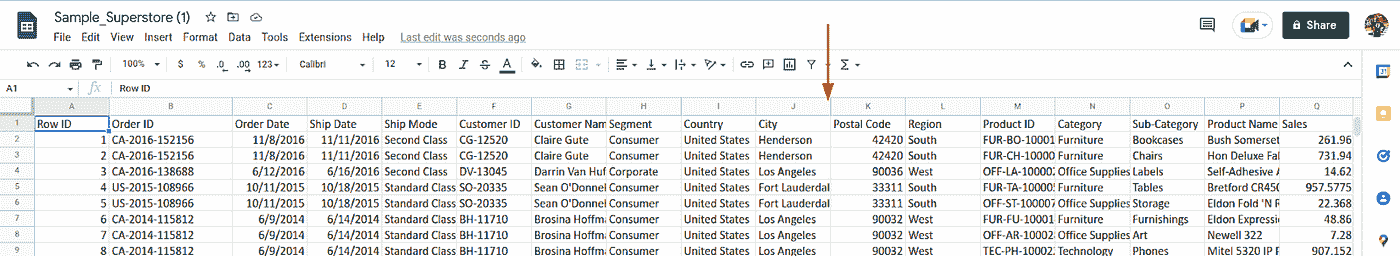 Sample_Superstore (1)
File Edit View Insert Format Data Tools Extensions Help Last edit was seconds ago
Share
100% $ % .0 .00 123 Calibri 12 B I S A
A1 fx Row ID
A B C D E F G H I J K L M N O P Q
1 Row ID Order ID Order Date Ship Date Ship Mode Customer ID Customer Nam Segment Country City Postal Code Region Product ID Category Sub-Category Product Name Sales
2 1 CA-2016-152156 11/8/2016 11/11/2016 Second Class CG-12520 Claire Gute Consumer United States Henderson 42420 South FUR-BO-10001 Furniture Bookcases Bush Somerset 261.96
3 2 CA-2016-152156 11/8/2016 11/11/2016 Second Class CG-12520 Claire Gute Consumer United States Henderson 42420 South FUR-CH-10000 Furniture Chairs Hon Deluxe Fal 731.94
4 3 CA-2016-138688 6/12/2016 6/16/2016 Second Class DV-13045 Darrin Van Huf Corporate United States Los Angeles 90036 West OFF-LA-10000 Office Supplies Labels Self-Adhesive A 14.62
5 4 US-2015-108966 10/11/2015 10/18/2015 Standard Class SO-20335 Sean O'Donnel Consumer United States Fort Lauderdal 33311 South FUR-TA-10000 Furniture Tables Bretford CR450 957.5775
6 5 US-2015-108966 10/11/2015 10/18/2015 Standard Class SO-20335 Sean O'Donnel Consumer United States Fort Lauderdal 33311 South OFF-ST-10000 Office Supplies Storage Eldon Fold 'N R 22.368
7 6 CA-2014-115812 6/9/2014 6/14/2014 Standard Class BH-11710 Brosina Hoffm Consumer United States Los Angeles 90032 West FUR-FU-10001 Furniture Furnishings Eldon Expressi 48.86
8 7 CA-2014-115812 6/9/2014 6/14/2014 Standard Class BH-11710 Brosina Hoffm Consumer United States Los Angeles 90032 West OFF-AR-10002 Office Supplies Art Newell 322 7.28
9 8 CA-2014-115812 6/9/2014 6/14/2014 Standard Class BH-11710 Brosina Hoffm Consumer United States Los Angeles 90032 West TEC-PH-10002 Technology Phones Mitel 5320 IP P 907.152